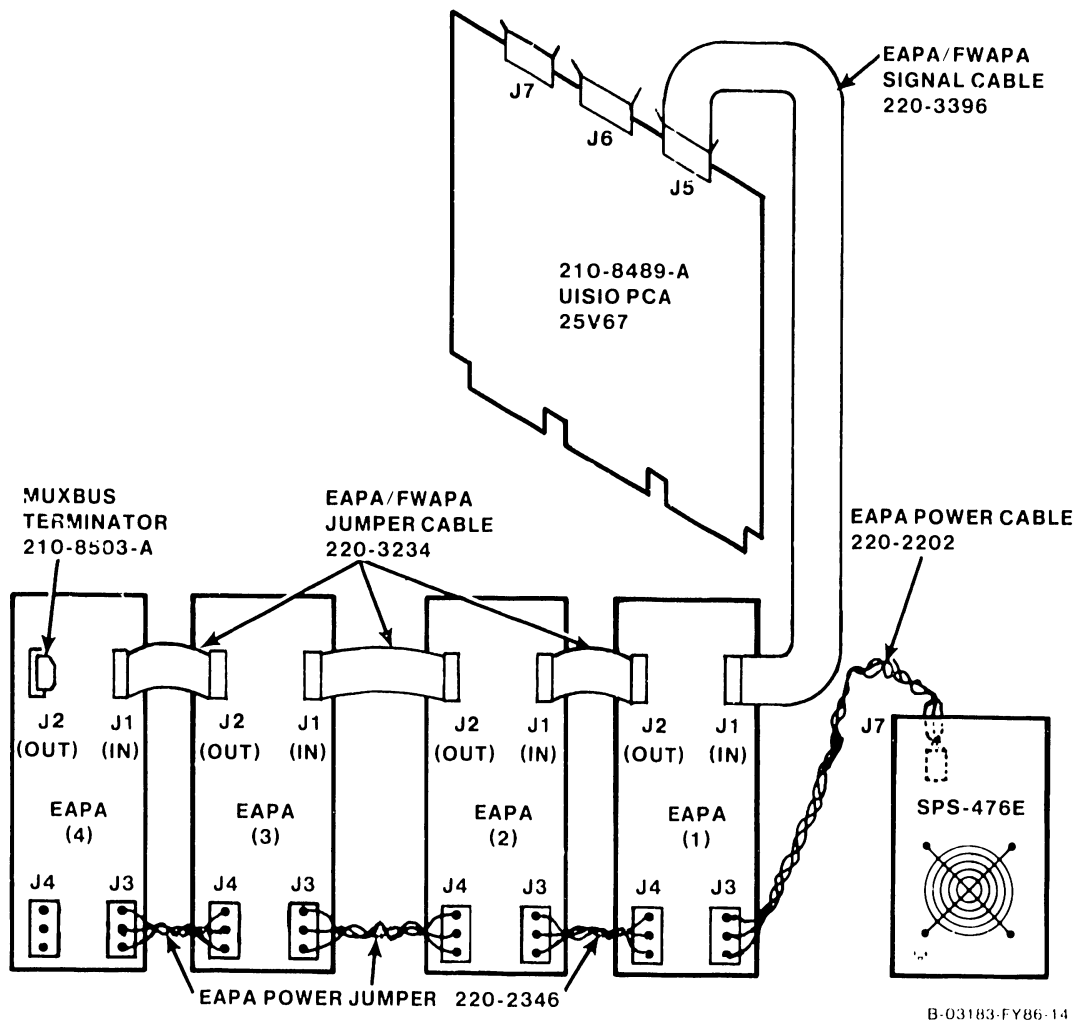 EAPA/FWAPA
SIGNAL CABLE
220-3396
J7
J6
J5
210-8489-A
UISIO PCA
25V67
MUXBUS
TERMINATOR
210-8503-A
EAPA/FWAPA
JUMPER CABLE
220-3234
EAPA POWER CABLE
220-2202
J2
(OUT)
J1
(IN)
J2
(OUT)
J1
(IN)
J2
(OUT)
J1
(IN)
J2
(OUT)
J1
(IN)
J7
EAPA
(4)
EAPA
(3)
EAPA
(2)
EAPA
(1)
SPS-476E
J4
J3
J4
J3
J4
J3
J4
J3
EAPA POWER JUMPER 220-2346
B-03183-FY86-14